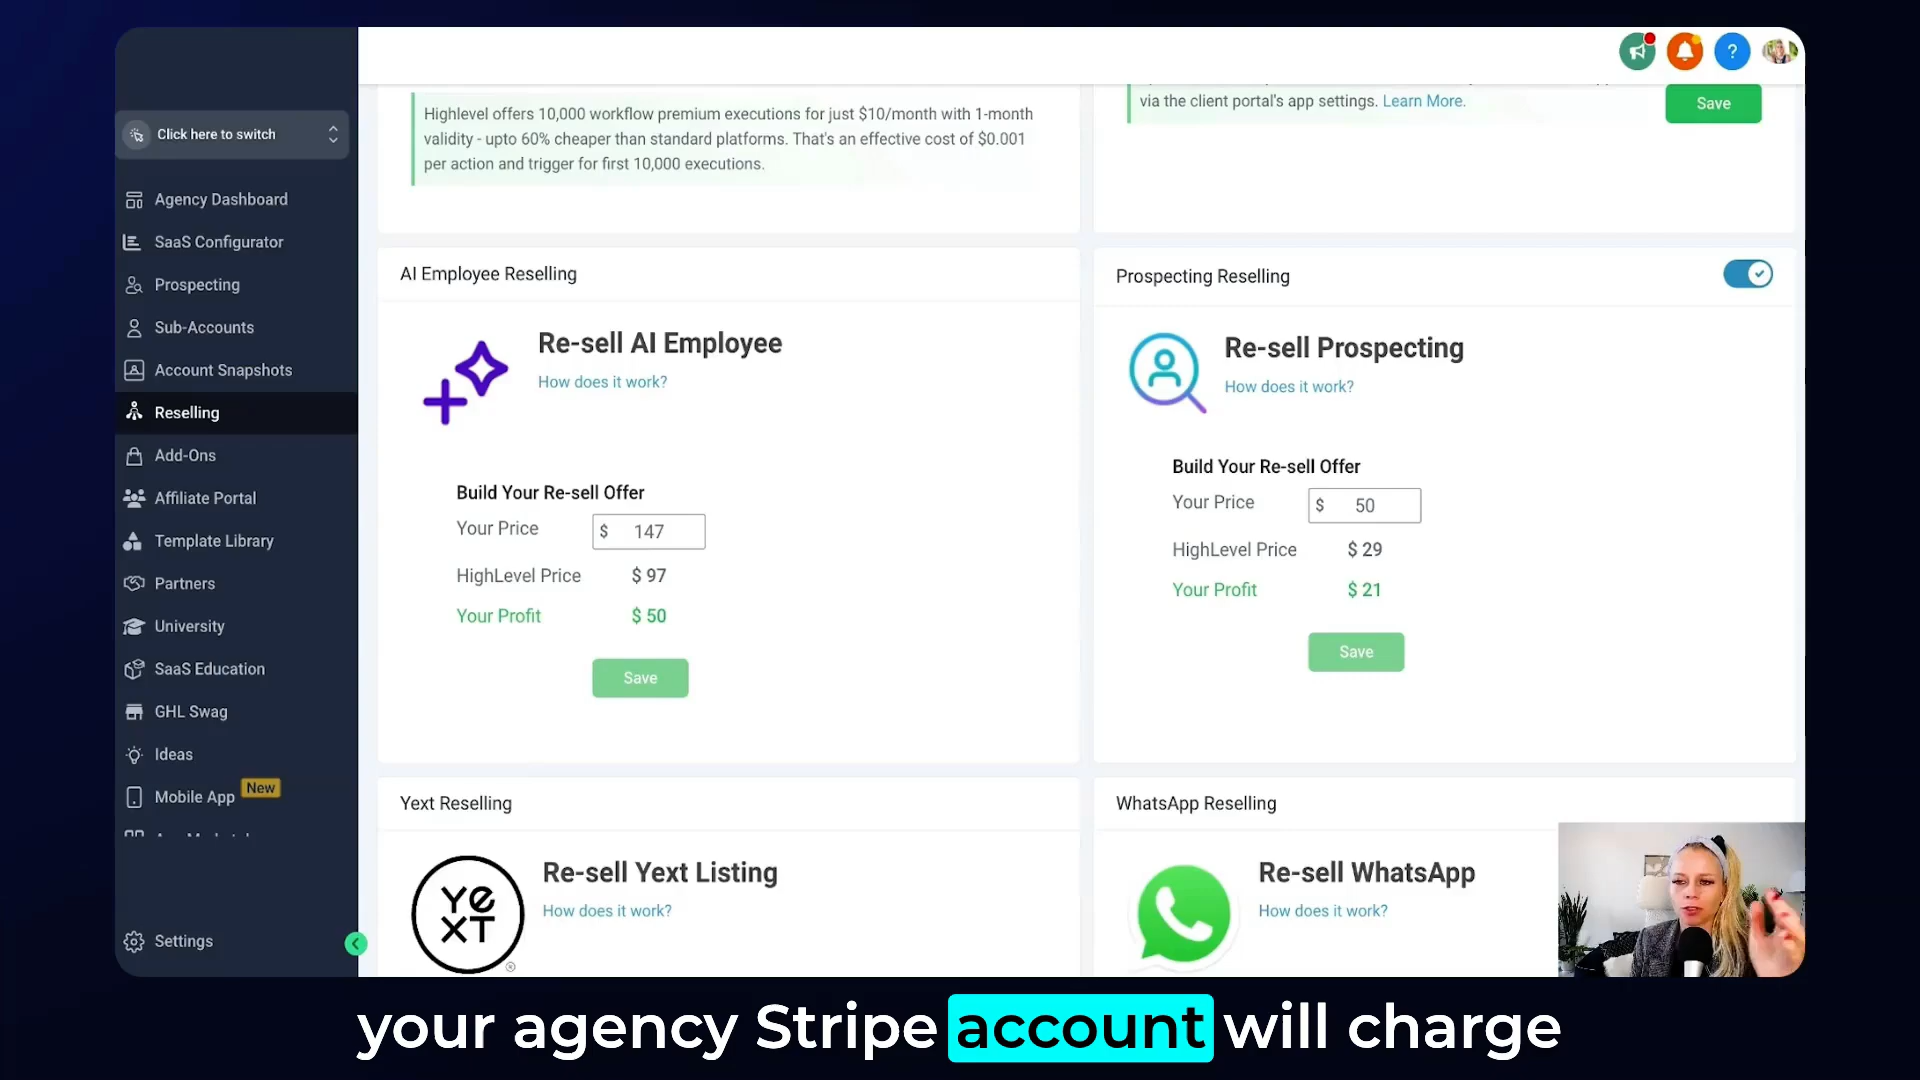 Click here to switch
Agency Dashboard
SaaS Configurator
Prospecting
Sub-Accounts
Account Snapshots
Reselling
Add-Ons
Affiliate Portal
Template Library
Partners
University
SaaS Education
GHL Swag
Ideas
Mobile App New
Settings
?
Highlevel offers 10,000 workflow premium executions for just $10/month with 1-month
validity - upto 60% cheaper than standard platforms. That's an effective cost of $0.001
per action and trigger for first 10,000 executions.
via the client portal's app settings. Learn More.
Save
AI Employee Reselling
Re-sell AI Employee
How does it work?
Build Your Re-sell Offer
Your Price $ 147
HighLevel Price $ 97
Your Profit $ 50
Save
Prospecting Reselling
Re-sell Prospecting
How does it work?
Build Your Re-sell Offer
Your Price $ 50
HighLevel Price $ 29
Your Profit $ 21
Save
Yext Reselling
yext
Re-sell Yext Listing
How does it work?
WhatsApp Reselling
Re-sell WhatsApp
How does it work?
your agency Stripe account will charge